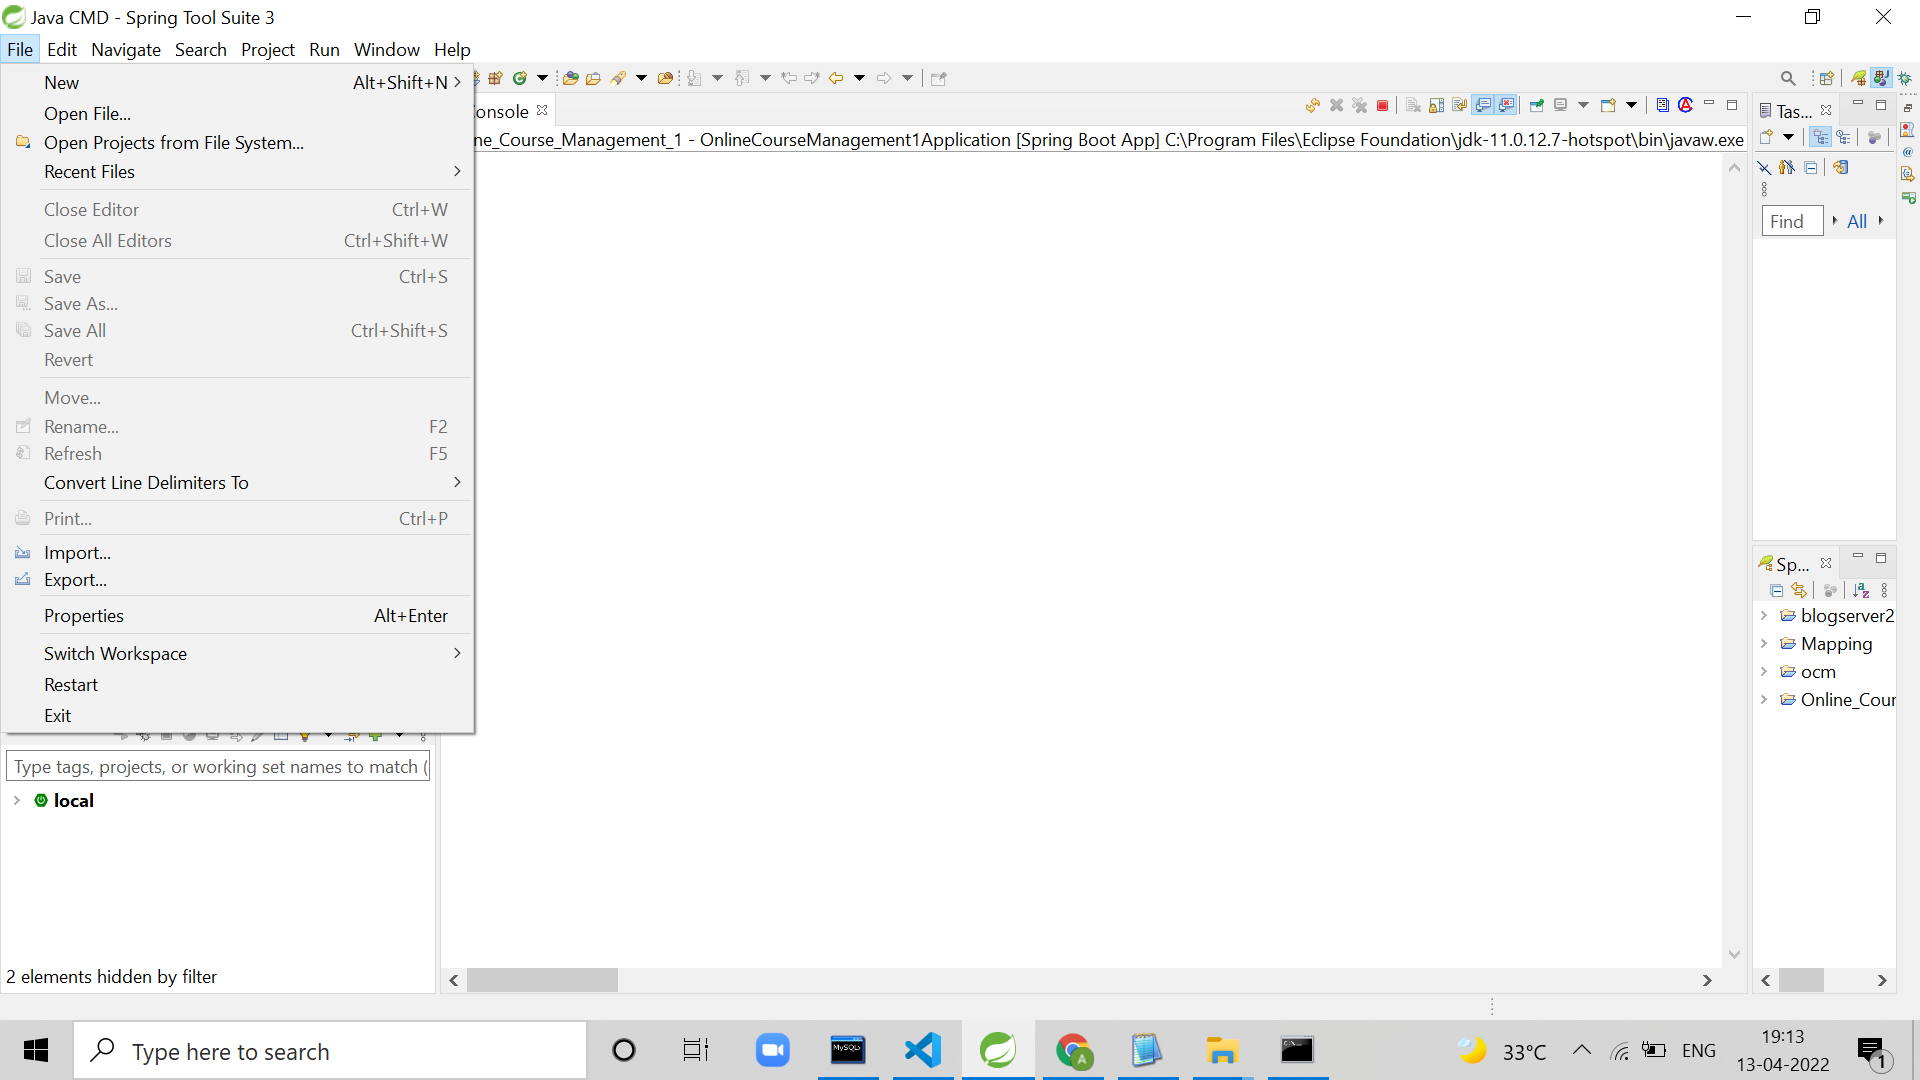 Java CMD - Spring Tool Suite 3
File Edit Navigate Search Project Run Window Help
New Alt+Shift+N
Open File...
Open Projects from File System...
Recent Files
Close Editor Ctrl+W
Close All Editors Ctrl+Shift+W
Save Ctrl+S
Save As...
Save All Ctrl+Shift+S
Revert
Move...
Rename... F2
Refresh F5
Convert Line Delimiters To
Print... Ctrl+P
Import...
Export...
Properties Alt+Enter
Switch Workspace
Restart
Exit
Type tags, projects, or working set names to match (
local
2 elements hidden by filter
onsole
ne_Course_Management_1 - OnlineCourseManagement1Application [Spring Boot App] C:\Program Files\Eclipse Foundation\jdk-11.0.12.7-hotspot\bin\javaw.exe
Tas...
Find All
Sp...
blogserver2
Mapping
ocm
Online_Cour
Type here to search
MySQL
A
33°C
ENG
19:13
13-04-2022
1